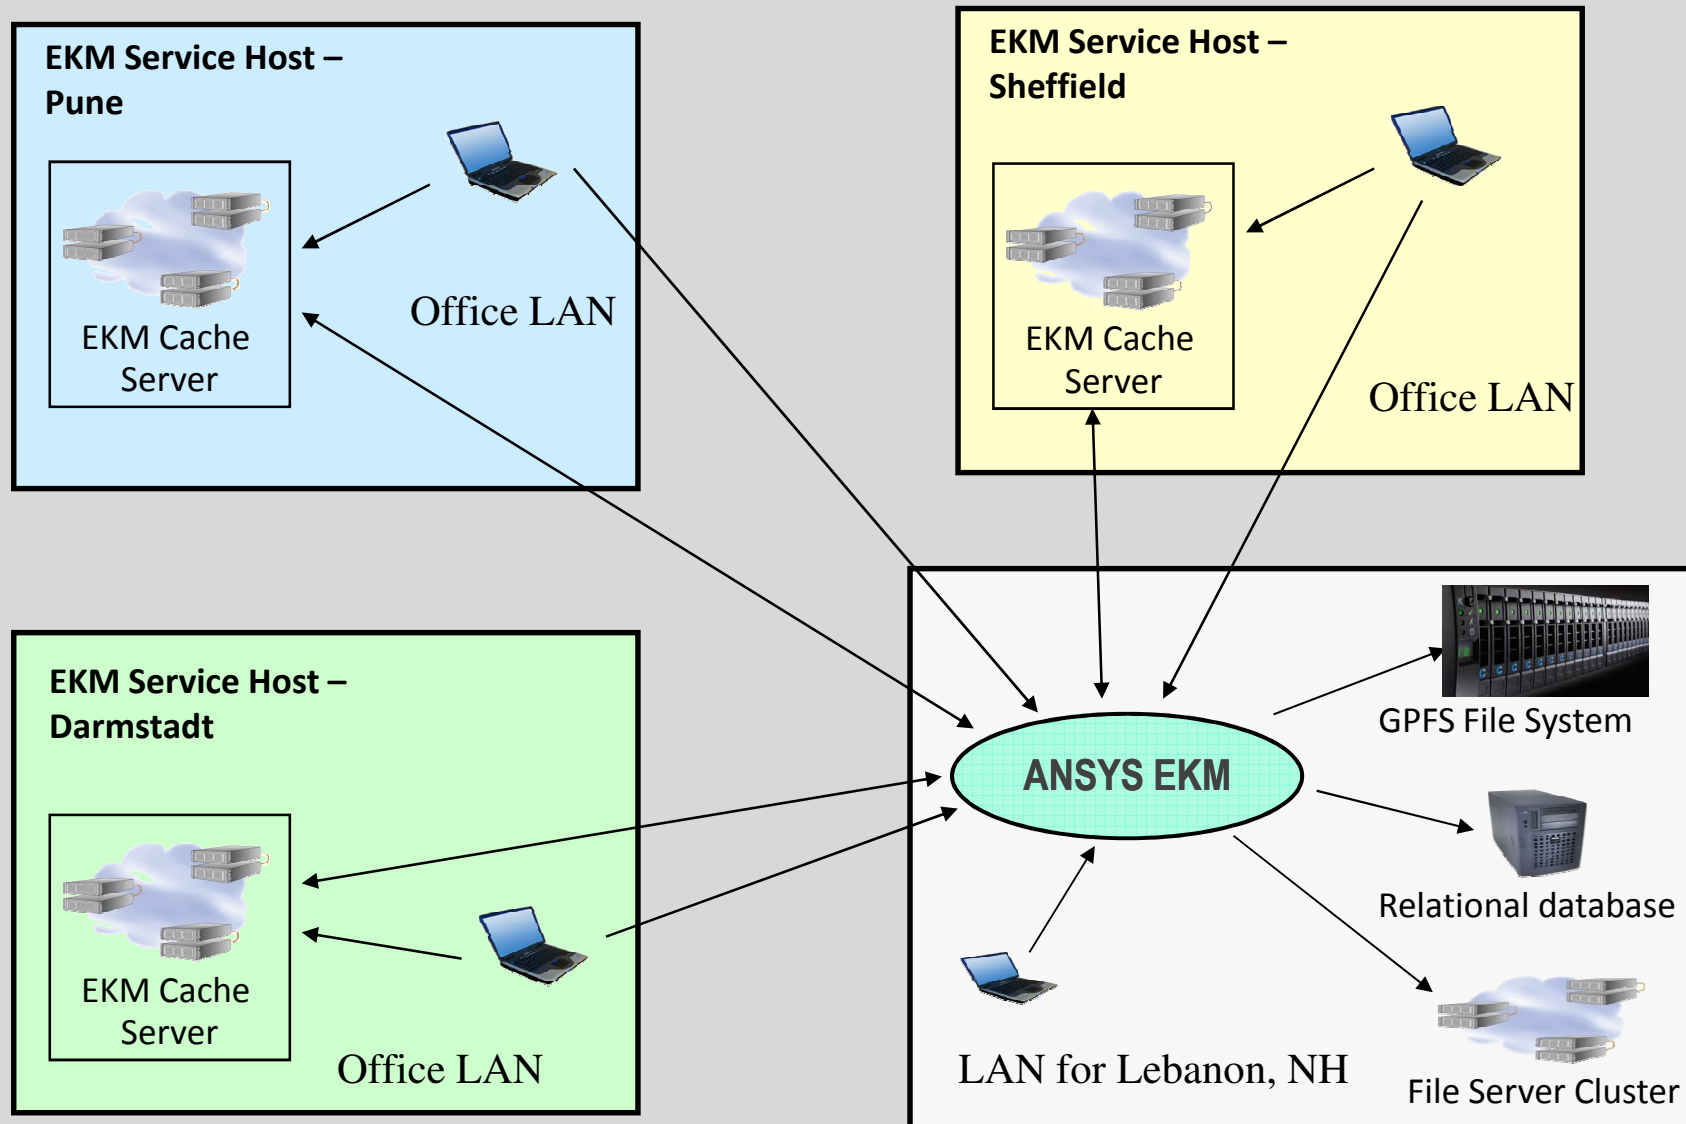 EKM Service Host –
Pune
Office LAN
EKM Cache
Server
EKM Service Host –
Sheffield
EKM Cache
Server
Office LAN
EKM Service Host –
Darmstadt
EKM Cache
Server
Office LAN
GPFS File System
ANSYS EKM
Relational database
LAN for Lebanon, NH
File Server Cluster